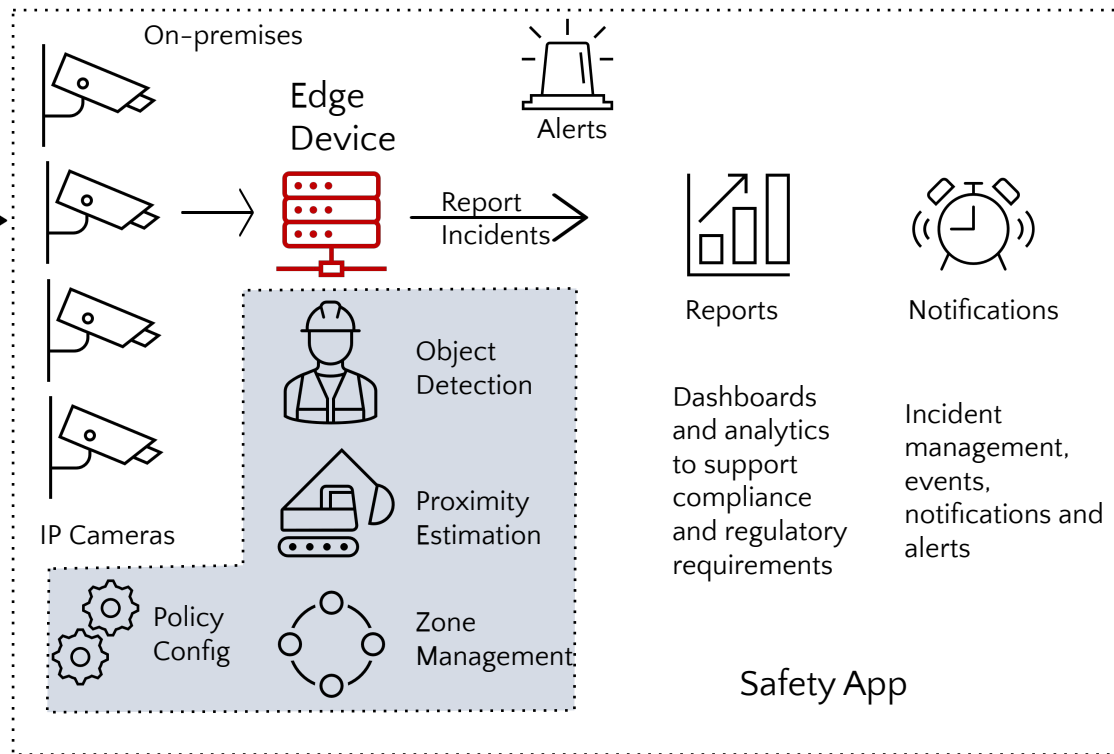 On-premises
Edge
Device
Alerts
Report
Incidents
Reports
Notifications
Object
Detection
Dashboards
and analytics
to support
compliance
and regulatory
requirements
Incident
management,
events,
notifications and
alerts
Proximity
Estimation
IP Cameras
Policy
Config
Zone
Management
Safety App